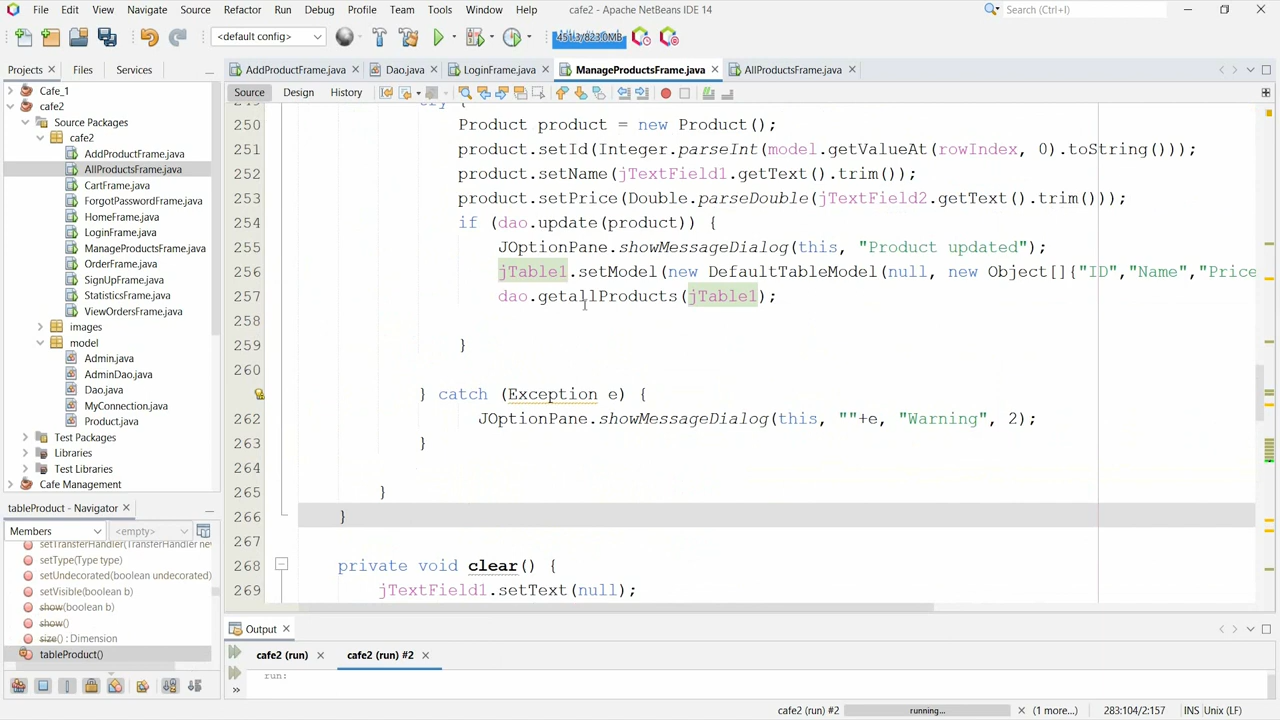 File Edit View Navigate Source Refactor Run Debug Profile Team Tools Window Help cafe2 - Apache NetBeans IDE 14 Search (Ctrl+I)
<default config> 451.3/823.0MB
Projects Files Services
AddProductFrame.java Dao.java LoginFrame.java ManageProductsFrame.java AllProductsFrame.java
Source Design History
Cafe_1
cafe2
Source Packages
cafe2
AddProductFrame.java
AllProductsFrame.java
CartFrame.java
ForgotPasswordFrame.java
HomeFrame.java
LoginFrame.java
ManageProductsFrame.java
OrderFrame.java
SignUpFrame.java
StatisticsFrame.java
ViewOrdersFrame.java
images
model
Admin.java
AdminDao.java
Dao.java
MyConnection.java
Product.java
Test Packages
Libraries
Test Libraries
Cafe Management
tableProduct - Navigator
Members <empty>
setTransferHandler(TransferHandler nev
setType(Type type)
setUndecorated(boolean undecorated)
setVisible(boolean b)
show(boolean b)
show()
size() : Dimension
tableProduct()
249 try {
250 Product product = new Product();
251 product.setId(Integer.parseInt(model.getValueAt(rowIndex, 0).toString()));
252 product.setName(jTextField1.getText().trim());
253 product.setPrice(Double.parseDouble(jTextField2.getText().trim()));
254 if (dao.update(product)) {
255 JOptionPane.showMessageDialog(this, "Product updated");
256 jTable1.setModel(new DefaultTableModel(null, new Object[]{"ID","Name","Price
257 dao.getallProducts(jTable1);
258
259 }
260
} catch (Exception e) {
262 JOptionPane.showMessageDialog(this, ""+e, "Warning", 2);
263 }
264
265 }
266 }
267
268 private void clear() {
269 jTextField1.setText(null);
Output
cafe2 (run) cafe2 (run) #2
run:
cafe2 (run) #2 running... (1 more...) 283:104/2:157 INS Unix (LF)